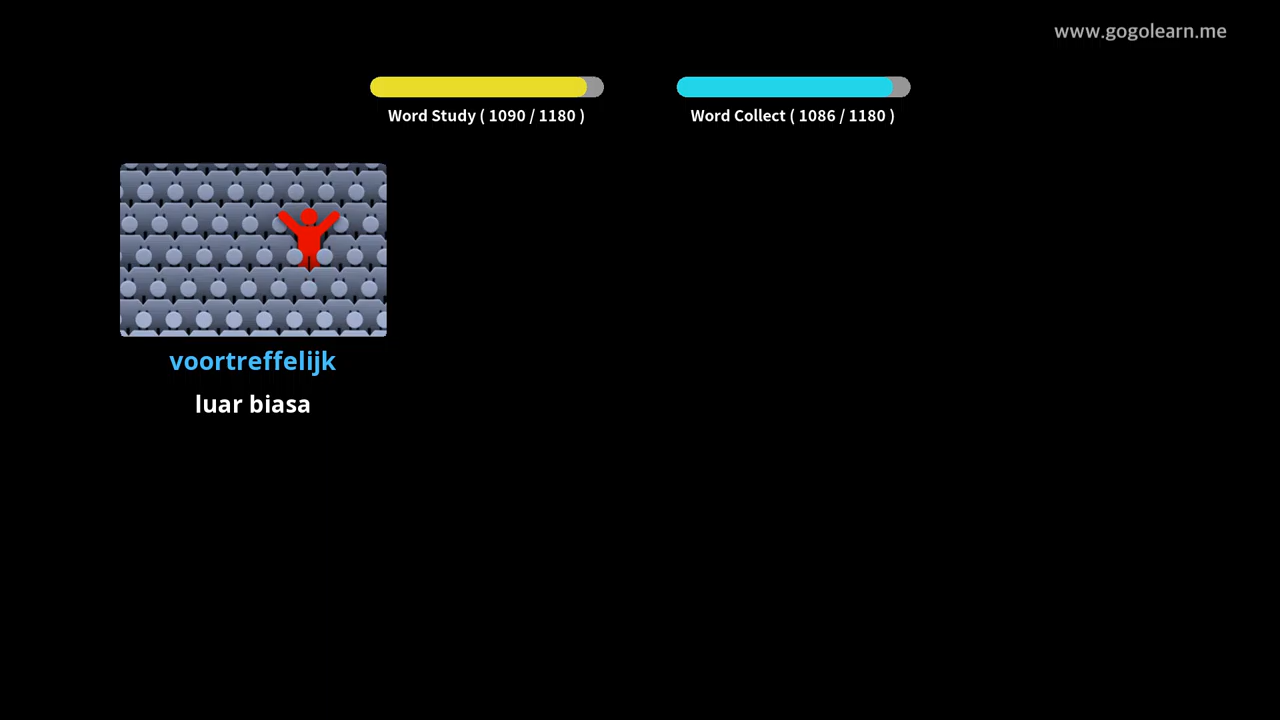 www.gogolearn.me
Word Study ( 1090 / 1180 )
Word Collect ( 1086 / 1180 )
voortreffelijk
luar biasa